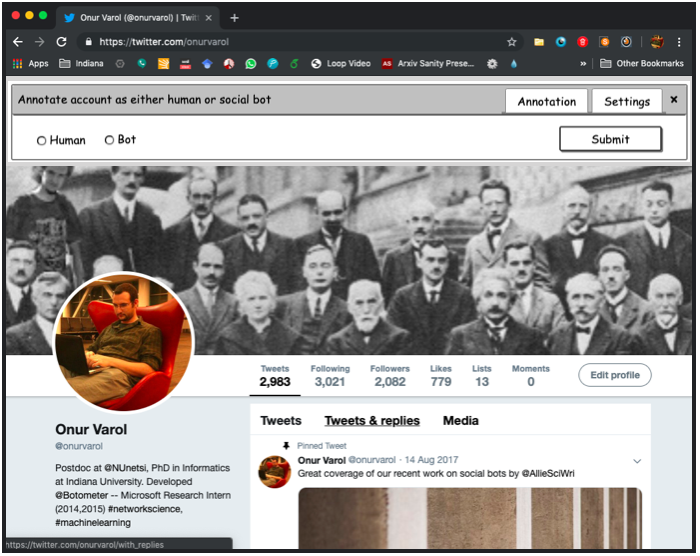 Onur Varol (@onurvarol) | Twitt
https://twitter.com/onurvarol
Apps
Indiana
Loop Video
AS
Arxiv Sanity Prese...
»
Other Bookmarks
Annotate account as either human or social bot
Annotation
Settings
×
Human
Bot
Submit
Tweets Following Followers Likes Lists Moments
2,983 3,021 2,082 779 13 0
Edit profile
Onur Varol
@onurvarol
Postdoc at @NUnetsi, PhD in Informatics
at Indiana University. Developed
@Botometer -- Microsoft Research Intern
(2014,2015) #networkscience,
#machinelearning
Tweets Tweets & replies Media
Pinned Tweet
Onur Varol @onurvarol · 14 Aug 2017
Great coverage of our recent work on social bots by @AllieSciWri
https://twitter.com/onurvarol/with_replies